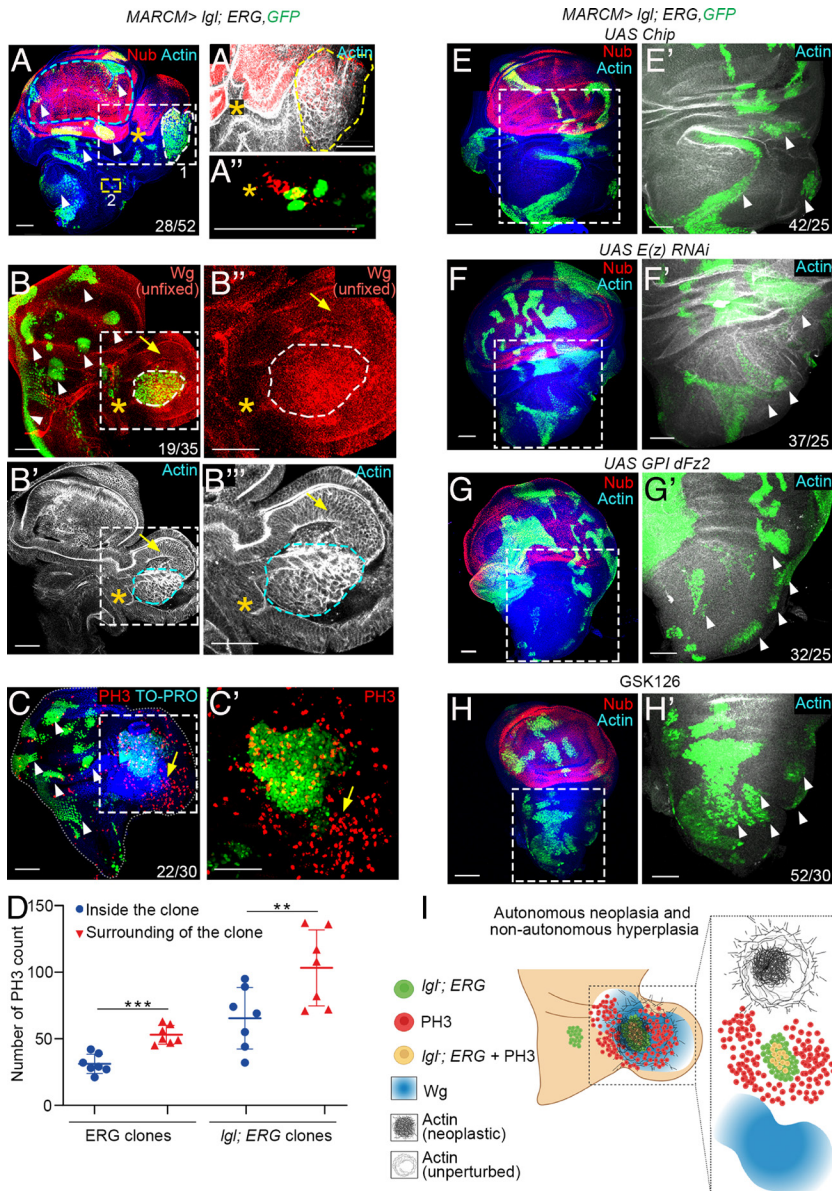 MARCM> lgl; ERG,GFP
A
Nub Actin
*
1
2
28/52
A'
Actin
*
A"
*
B
Wg
(unfixed)
*
19/35
B"
Wg
(unfixed)
*
B'
Actin
*
B"'
Actin
*
C
PH3 TO-PRO
22/30
C'
PH3
D
Number of PH3 count
150
100
50
0
Inside the clone
Surrounding of the clone
***
**
ERG clones
lgl; ERG clones
MARCM> lgl; ERG,GFP
UAS Chip
E
Nub
Actin
E'
Actin
42/25
UAS E(z) RNAi
F
Nub
Actin
F'
Actin
37/25
UAS GPI dFz2
G
Nub
Actin
G'
Actin
32/25
GSK126
H
Nub
Actin
H'
Actin
52/30
I
Autonomous neoplasia and
non-autonomous hyperplasia
lgl; ERG
PH3
lgl; ERG + PH3
Wg
Actin
(neoplastic)
Actin
(unperturbed)